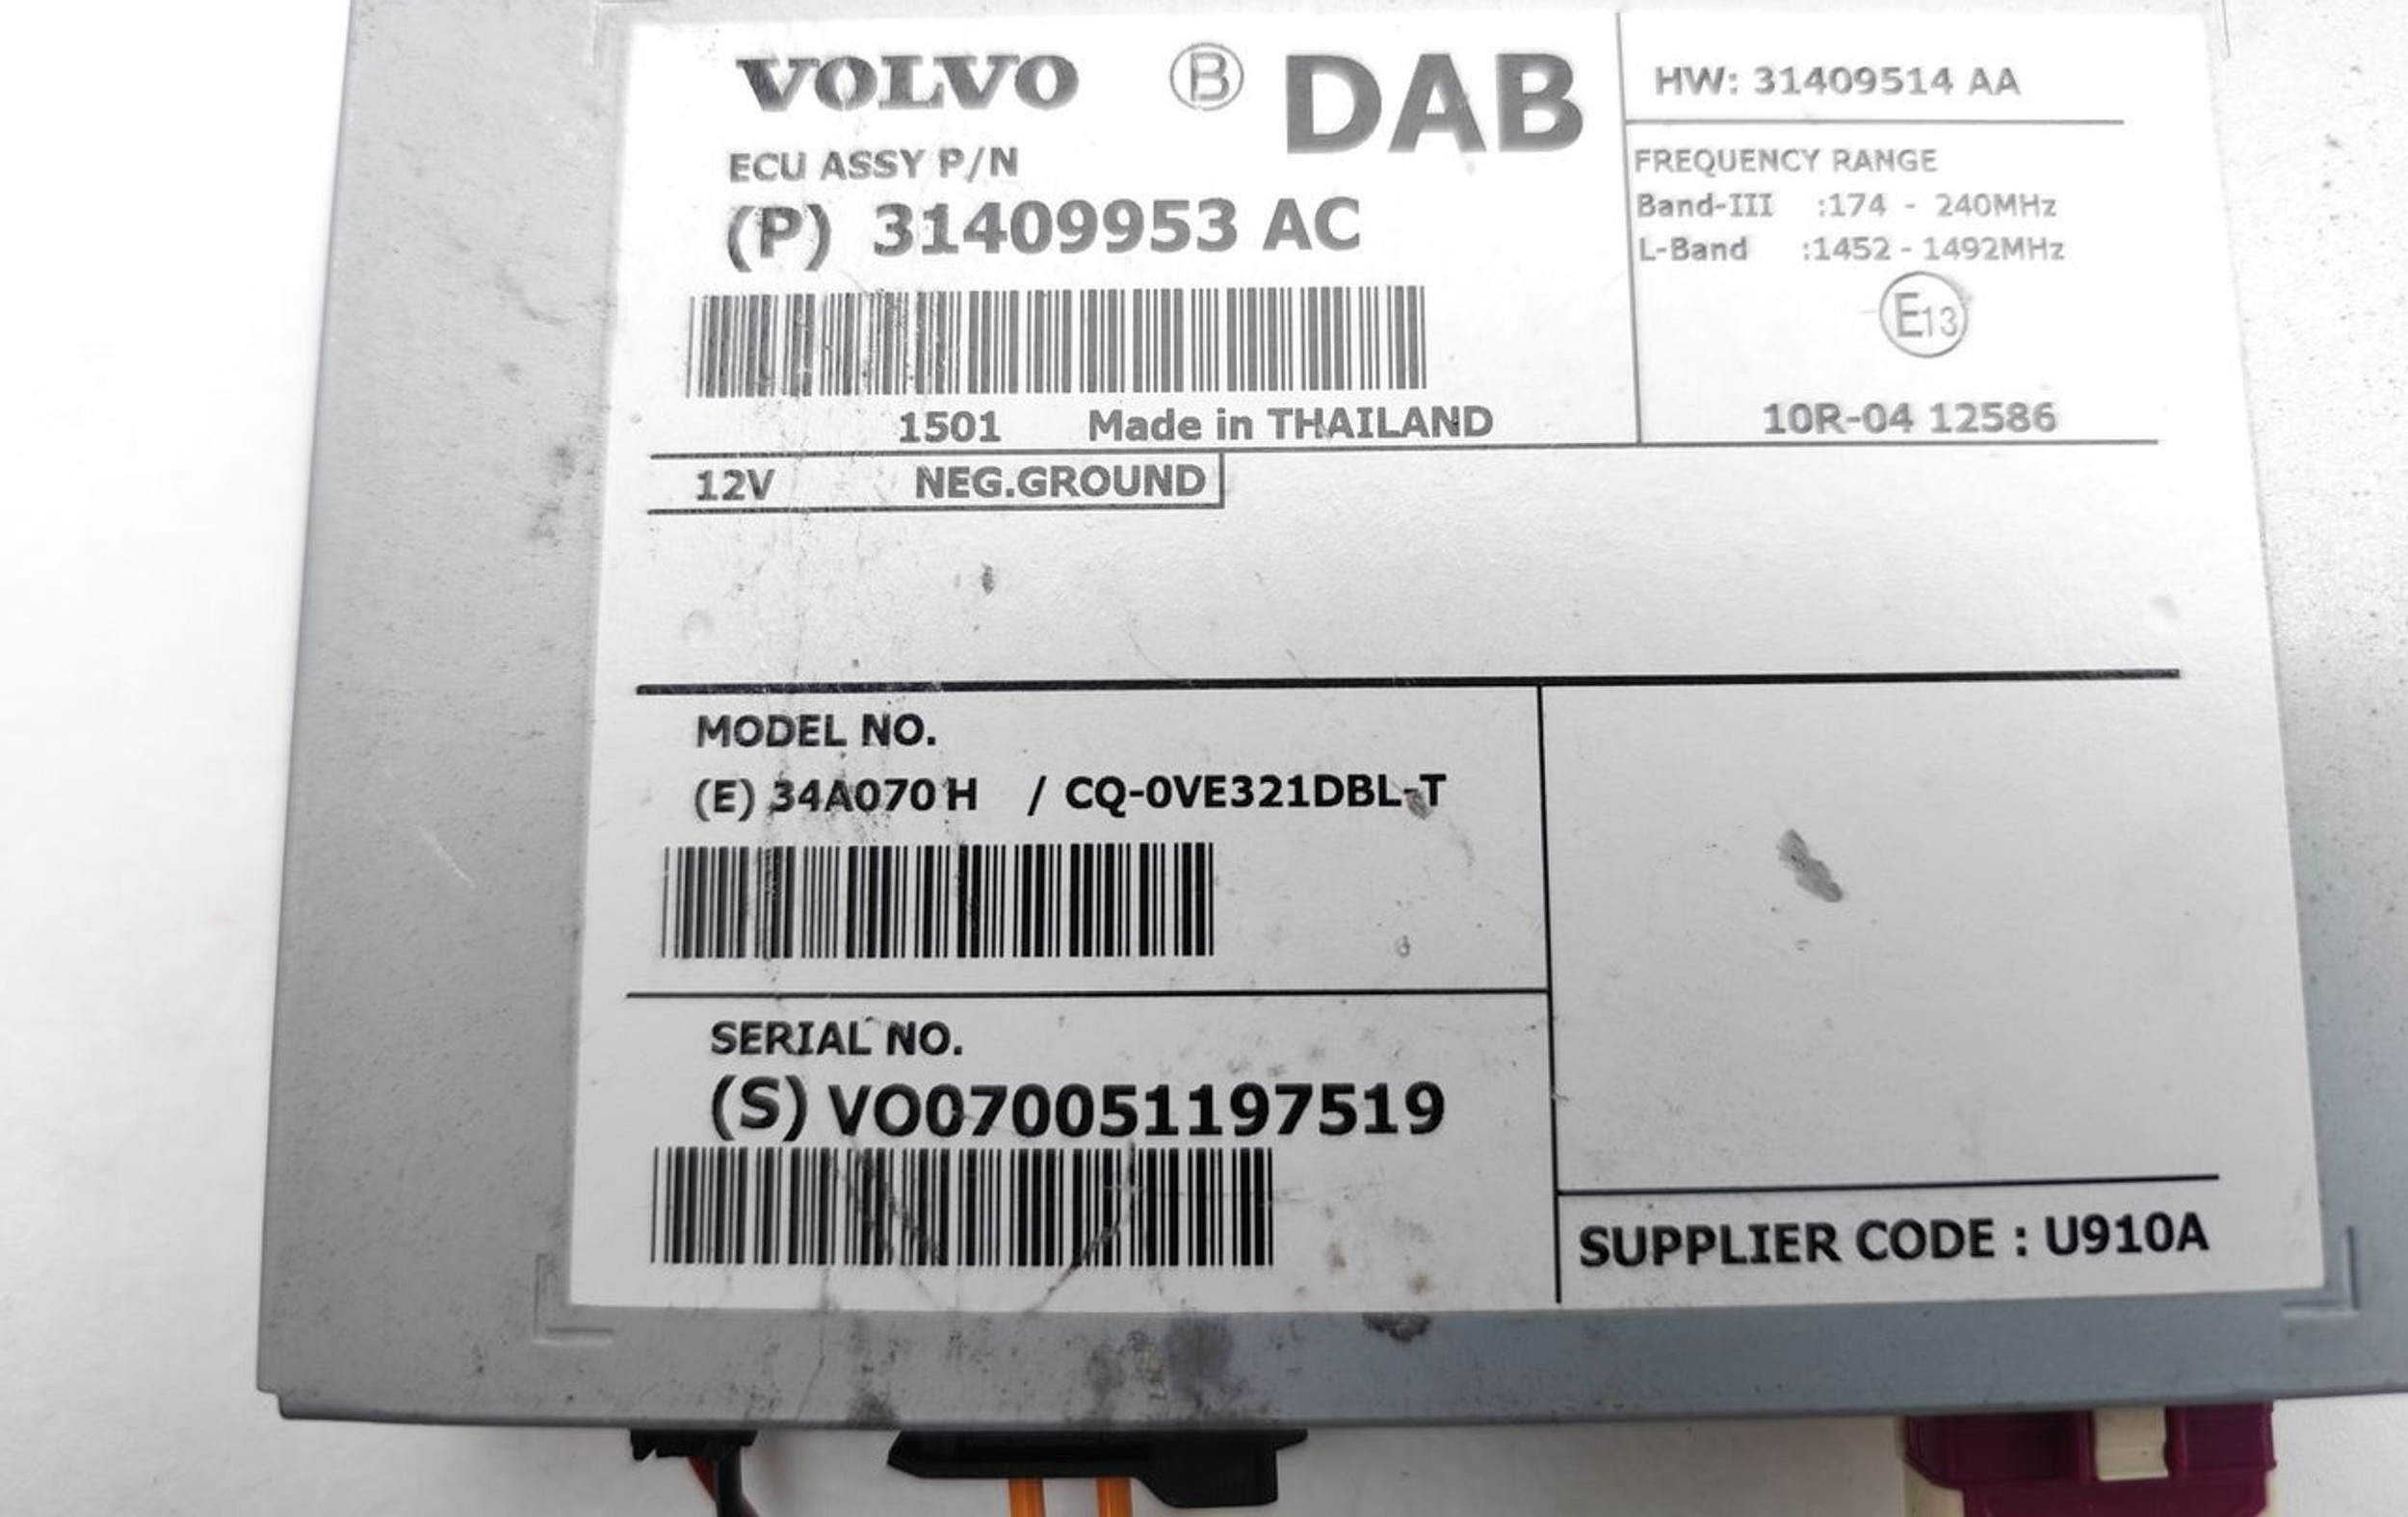 VOLVO B DAB
ECU ASSY P/N
(P) 31409953 AC
1501 Made in THAILAND
12V NEG.GROUND
HW: 31409514 AA
FREQUENCY RANGE
Band-III :174 - 240MHz
L-Band :1452 - 1492MHz
E13
10R-04 12586
MODEL NO.
(E) 34A070 H / CQ-0VE321DBL-T
SERIAL NO.
(S) VO070051197519
SUPPLIER CODE : U910A